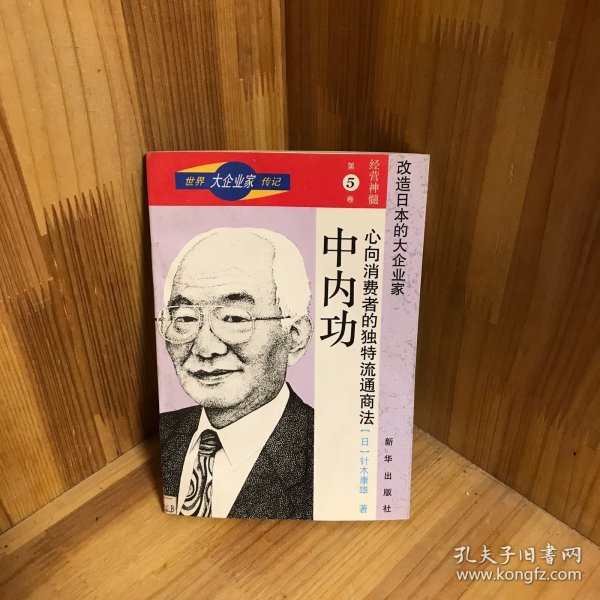 世界 大企业家 传记
第5卷
经营神髓
改造日本的大企业家
心向消费者的独特流通商法
中内功
[日]针木康雄 著
新华出版社
孔夫子旧书网
www.kongfz.com